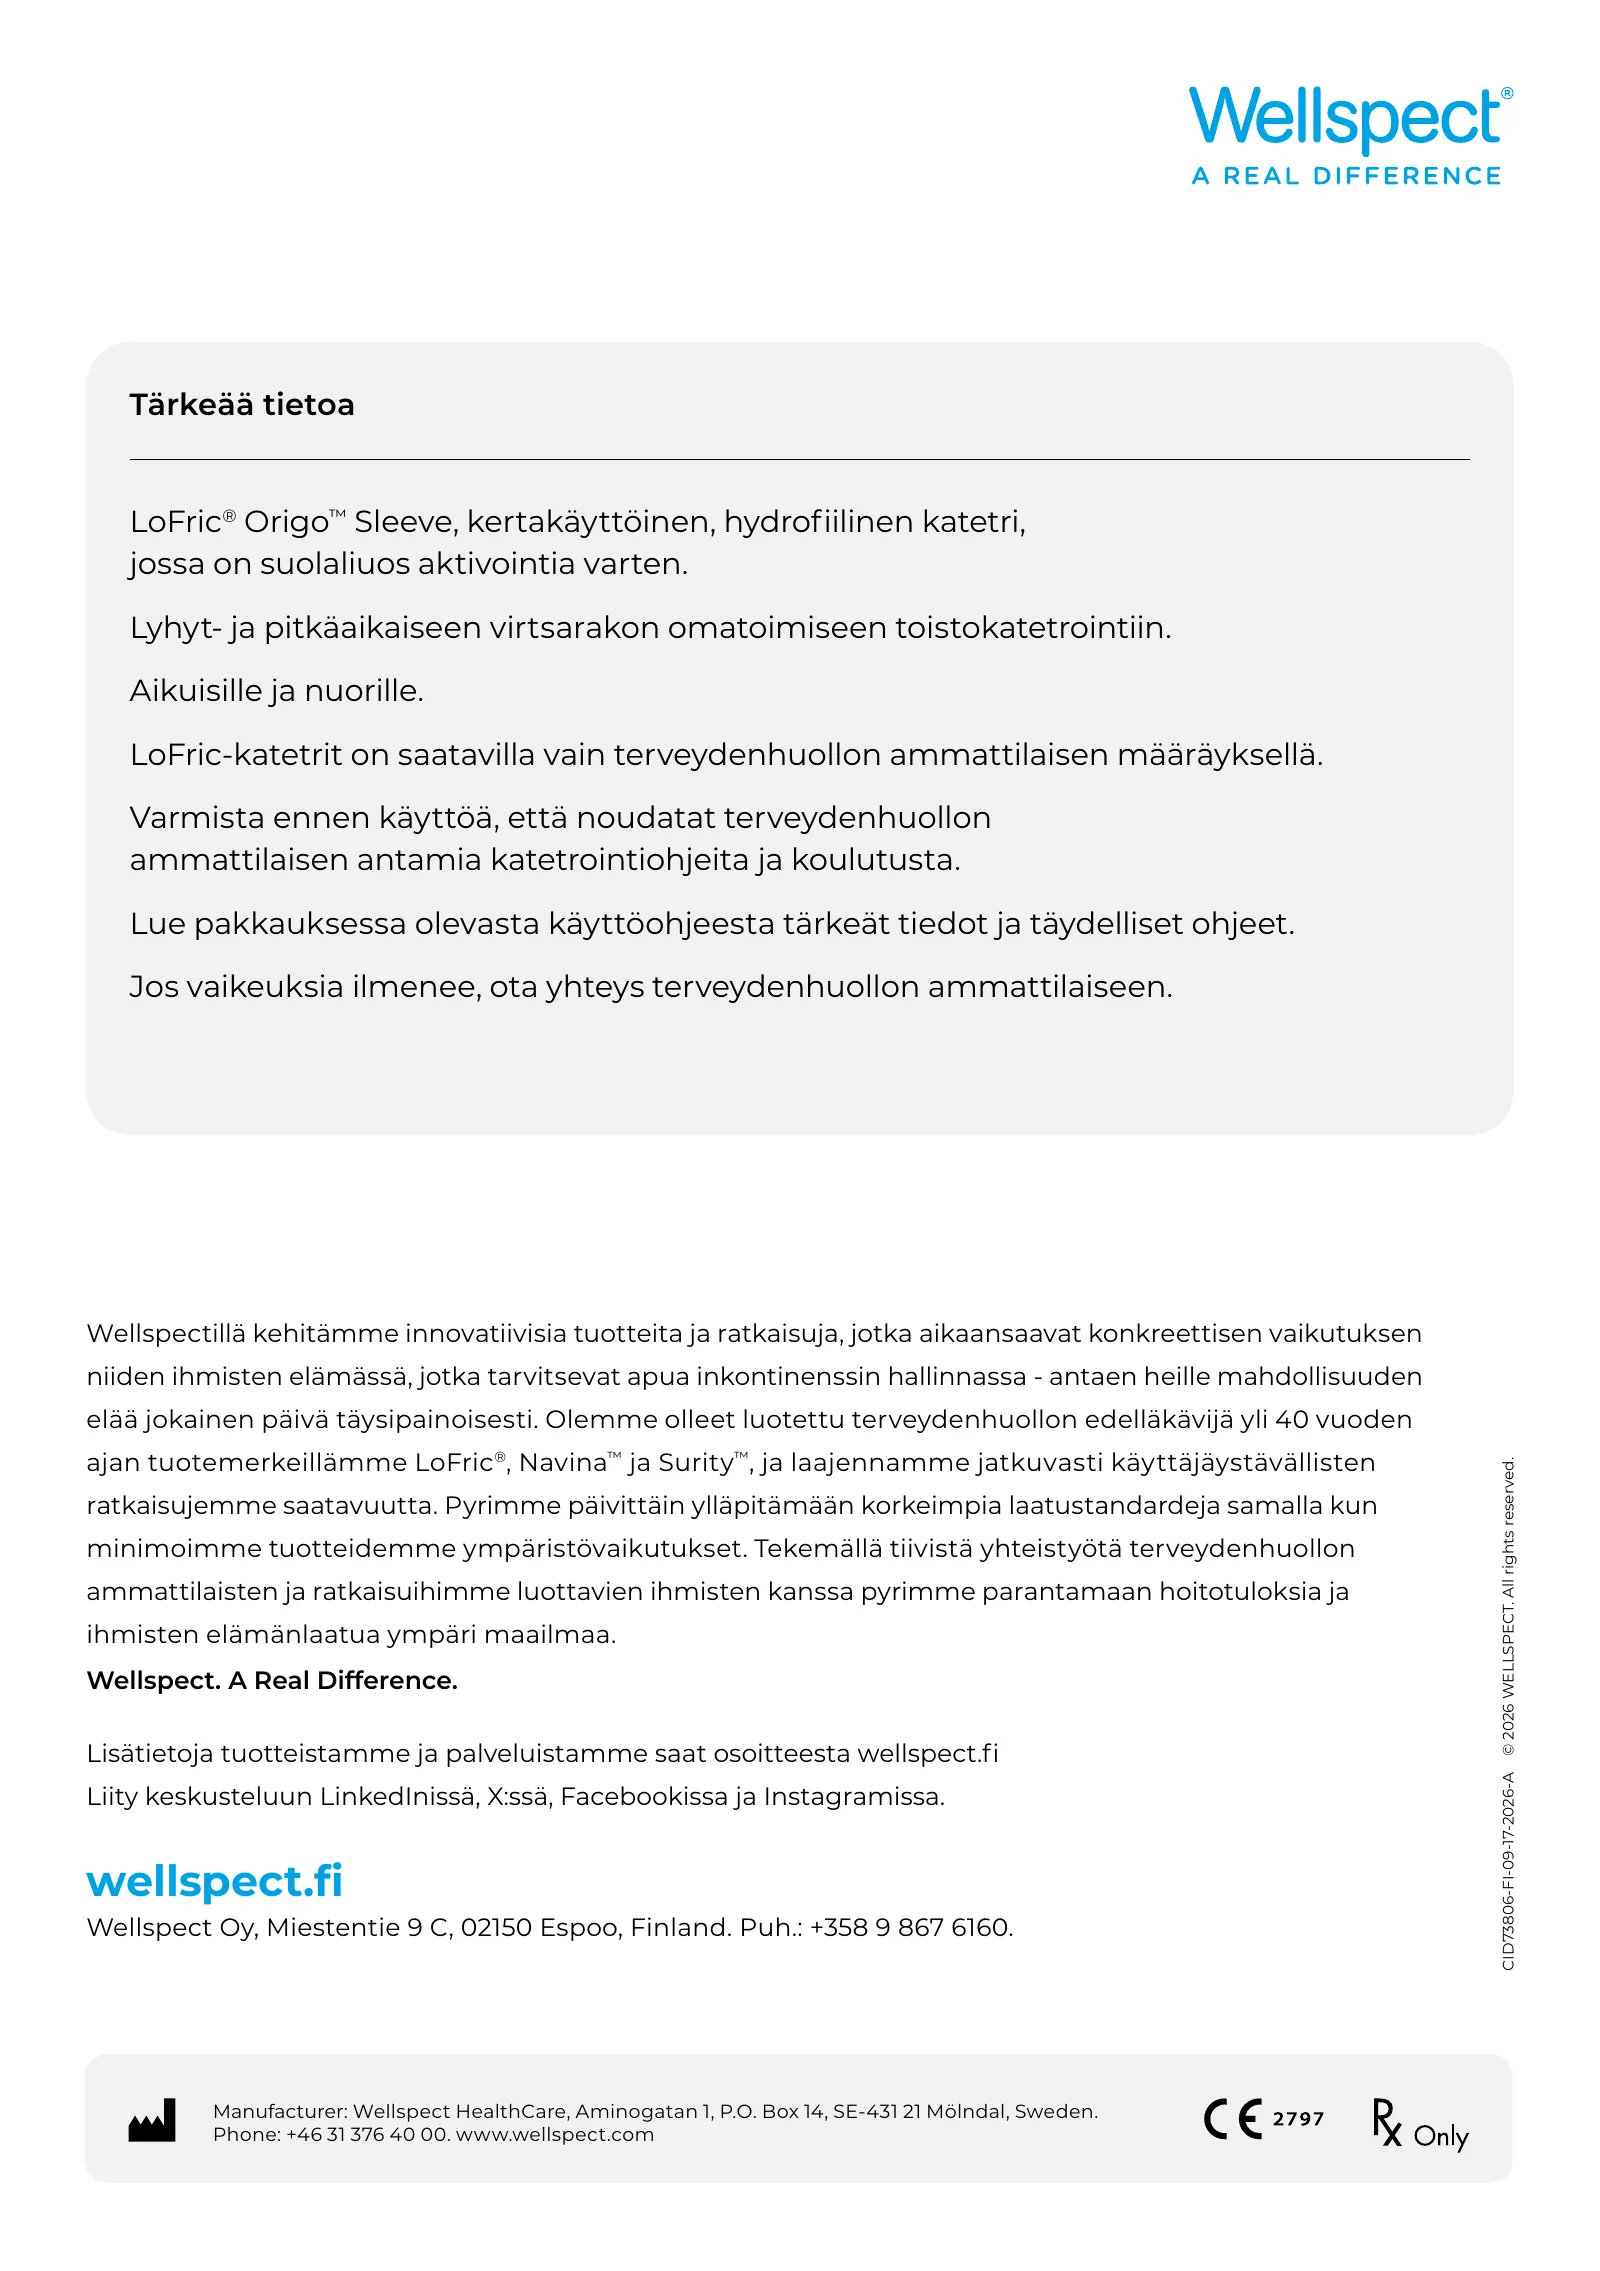 Wellspect®
A REAL DIFFERENCE
Tärkeää tietoa
LoFric® Origo™ Sleeve, kertakäyttöinen, hydrofiilinen katetri,
jossa on suolaliuos aktivointia varten.
Lyhyt- ja pitkäaikaiseen virtsarakon omatoimiseen toistokatetrointiin.
Aikuisille ja nuorille.
LoFric-katetrit on saatavilla vain terveydenhuollon ammattilaisen määräyksellä.
Varmista ennen käyttöä, että noudatat terveydenhuollon
ammattilaisen antamia katetrointiohjeita ja koulutusta.
Lue pakkauksessa olevasta käyttöohjeesta tärkeät tiedot ja täydelliset ohjeet.
Jos vaikeuksia ilmenee, ota yhteys terveydenhuollon ammattilaiseen.
Wellspectillä kehitämme innovatiivisia tuotteita ja ratkaisuja, jotka aikaansaavat konkreettisen vaikutuksen
niiden ihmisten elämässä, jotka tarvitsevat apua inkontinenssin hallinnassa - antaen heille mahdollisuuden
elää jokainen päivä täysipainoisesti. Olemme olleet luotettu terveydenhuollon edelläkävijä yli 40 vuoden
ajan tuotemerkeillämme LoFric®, Navina™ ja Surity™, ja laajennamme jatkuvasti käyttäjäystävällisten
ratkaisujemme saatavuutta. Pyrimme päivittäin ylläpitämään korkeimpia laatustandardeja samalla kun
minimoimme tuotteidemme ympäristövaikutukset. Tekemällä tiivistä yhteistyötä terveydenhuollon
ammattilaisten ja ratkaisuihimme luottavien ihmisten kanssa pyrimme parantamaan hoitotuloksia ja
ihmisten elämänlaatua ympäri maailmaa.
Wellspect. A Real Difference.
Lisätietoja tuotteistamme ja palveluistamme saat osoitteesta wellspect.fi
Liity keskusteluun LinkedInissä, X:ssä, Facebookissa ja Instagramissa.
wellspect.fi
Wellspect Oy, Miestentie 9 C, 02150 Espoo, Finland. Puh.: +358 9 867 6160.
CID73806-FI-09-17-2026-A © 2026 WELLSPECT. All rights reserved.
Manufacturer: Wellspect HealthCare, Aminogatan 1, P.O. Box 14, SE-431 21 Mölndal, Sweden.
Phone: +46 31 376 40 00. www.wellspect.com
CE 2797
Rx Only